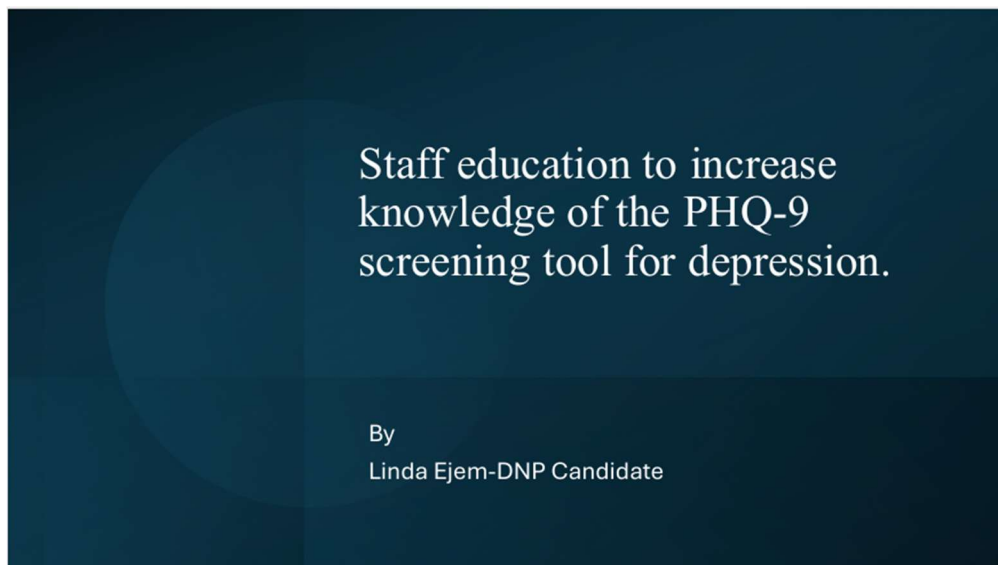 Staff education to increase
knowledge of the PHQ-9
screening tool for depression.
By
Linda Ejem-DNP Candidate